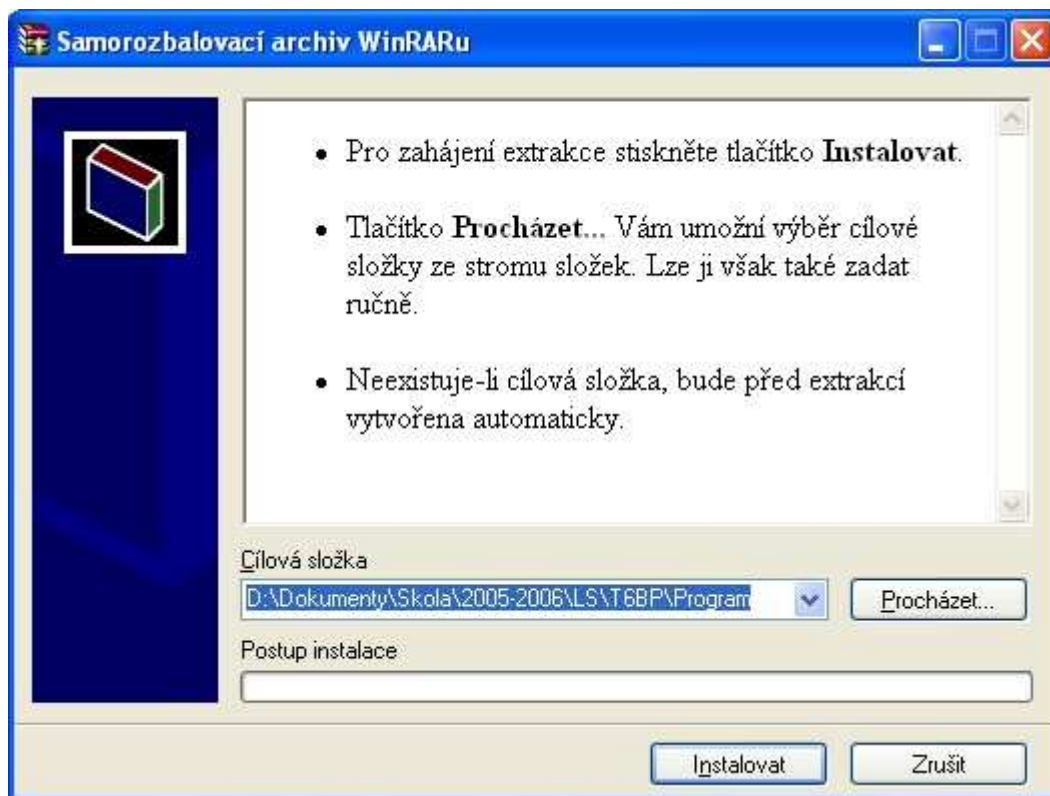 Samorozbalovací archiv WinRARu
• Pro zahájení extrakce stiskněte tlačítko Instalovat.
• Tlačítko Procházet... Vám umožní výběr cílové
složky ze stromu složek. Lze ji však také zadat
ručně.
• Neexistuje-li cílová složka, bude před extrakcí
vytvořena automaticky.
Cílová složka
D:\Dokumenty\Skola\2005-2006\LS\T6BP\Program
Procházet...
Postup instalace
Instalovat
Zrušit